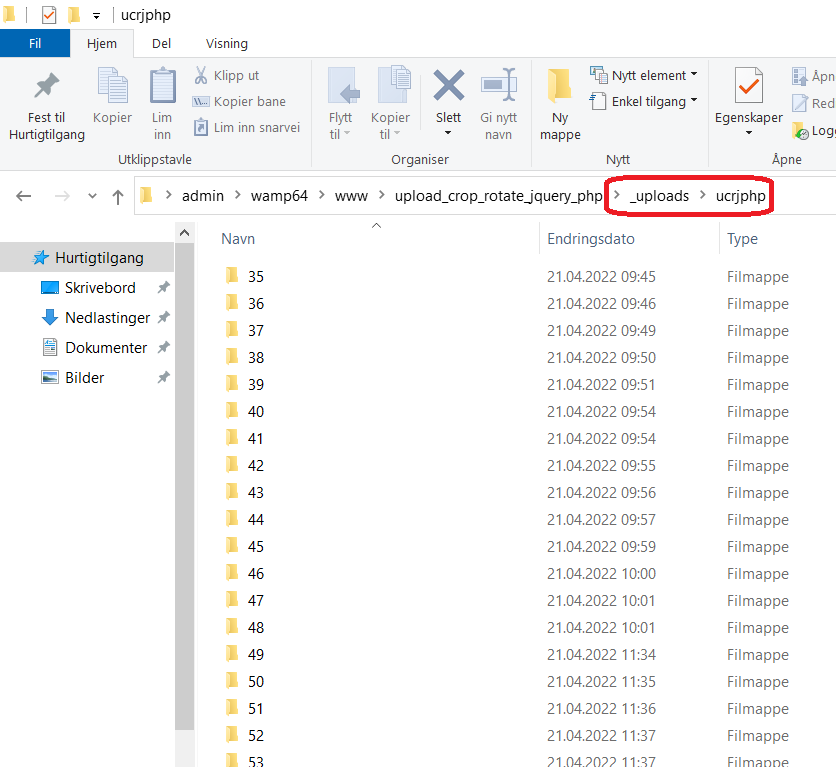 ucrjphp
Fil Hjem Del Visning
Fest til Hurtigtilgang
Kopier
Lim inn
Klipp ut
Kopier bane
Lim inn snarvei
Utklippstavle
Flytt til
Kopier til
Slett
Gi nytt navn
Organiser
Ny mappe
Nytt element
Enkel tilgang
Nytt
Egenskaper
Åpn
Red
Logg
Åpne
admin wamp64 www upload_crop_rotate_jquery_php _uploads ucrjphp
Hurtigtilgang
Skrivebord
Nedlastinger
Dokumenter
Bilder
Navn Endringsdato Type
35 21.04.2022 09:45 Filmappe
36 21.04.2022 09:46 Filmappe
37 21.04.2022 09:49 Filmappe
38 21.04.2022 09:50 Filmappe
39 21.04.2022 09:51 Filmappe
40 21.04.2022 09:54 Filmappe
41 21.04.2022 09:54 Filmappe
42 21.04.2022 09:55 Filmappe
43 21.04.2022 09:56 Filmappe
44 21.04.2022 09:57 Filmappe
45 21.04.2022 09:59 Filmappe
46 21.04.2022 10:00 Filmappe
47 21.04.2022 10:01 Filmappe
48 21.04.2022 10:01 Filmappe
49 21.04.2022 11:34 Filmappe
50 21.04.2022 11:35 Filmappe
51 21.04.2022 11:36 Filmappe
52 21.04.2022 11:37 Filmappe
53 21.04.2022 11:37 Filmappe